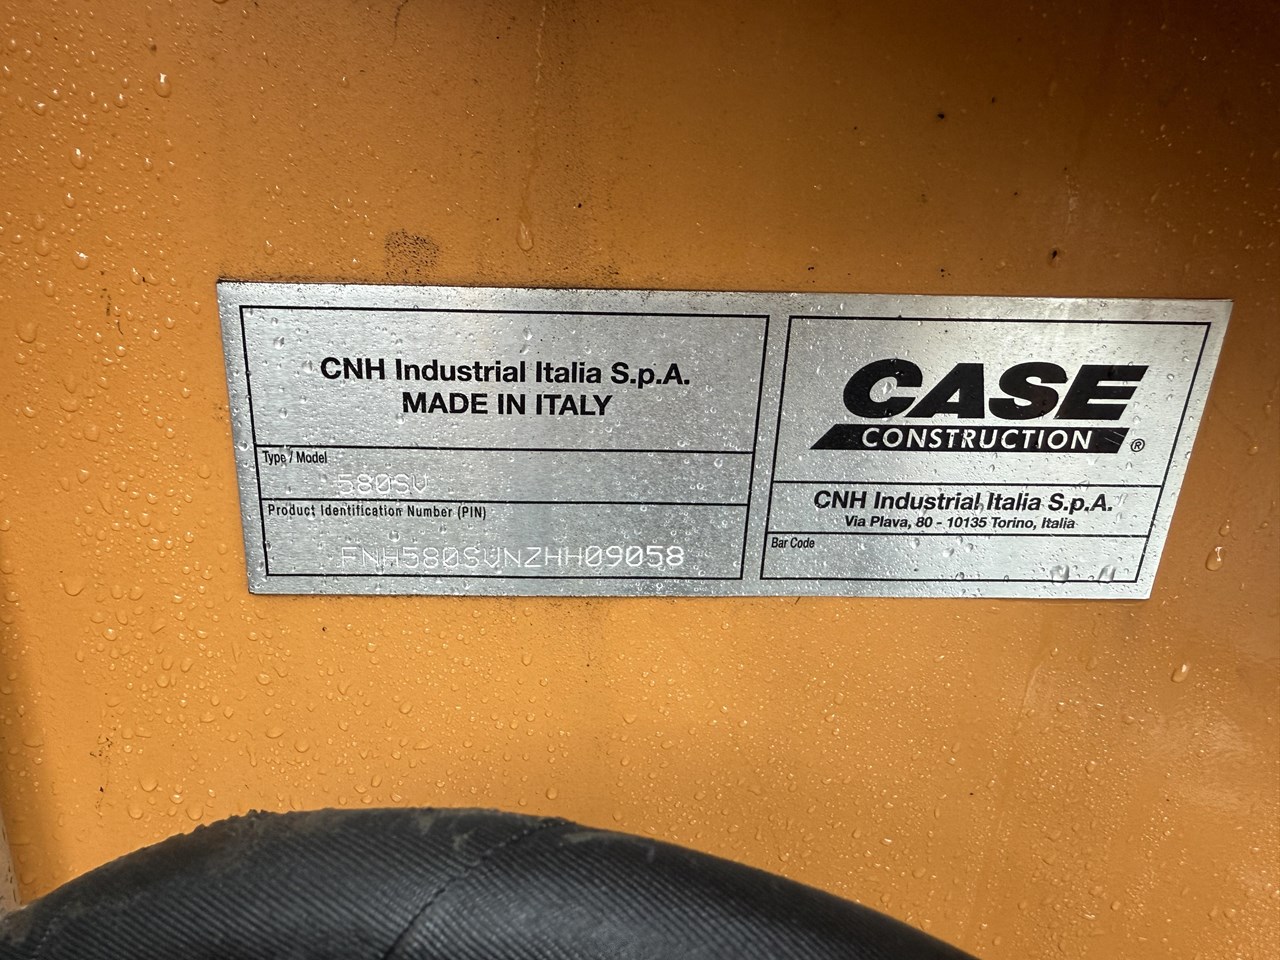 CNH Industrial Italia S.p.A.
MADE IN ITALY
Type / Model
580SV
Product Identification Number (PIN)
FNH580SVNZHH09058
CASE
CONSTRUCTION ®
CNH Industrial Italia S.p.A.
Via Plava, 80 - 10135 Torino, Italia
Bar Code